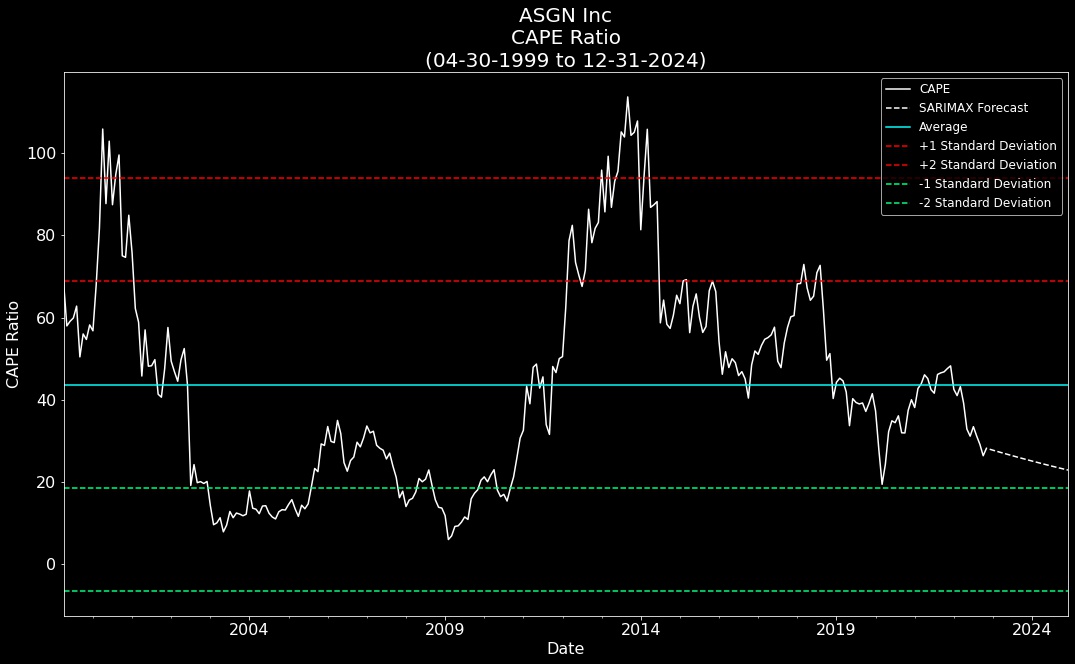 ASGN Inc
CAPE Ratio
(04-30-1999 to 12-31-2024)
CAPE
SARIMAX Forecast
Average
+1 Standard Deviation
+2 Standard Deviation
-1 Standard Deviation
-2 Standard Deviation
CAPE Ratio
100
80
60
40
20
0
2004
2009
2014
2019
2024
Date